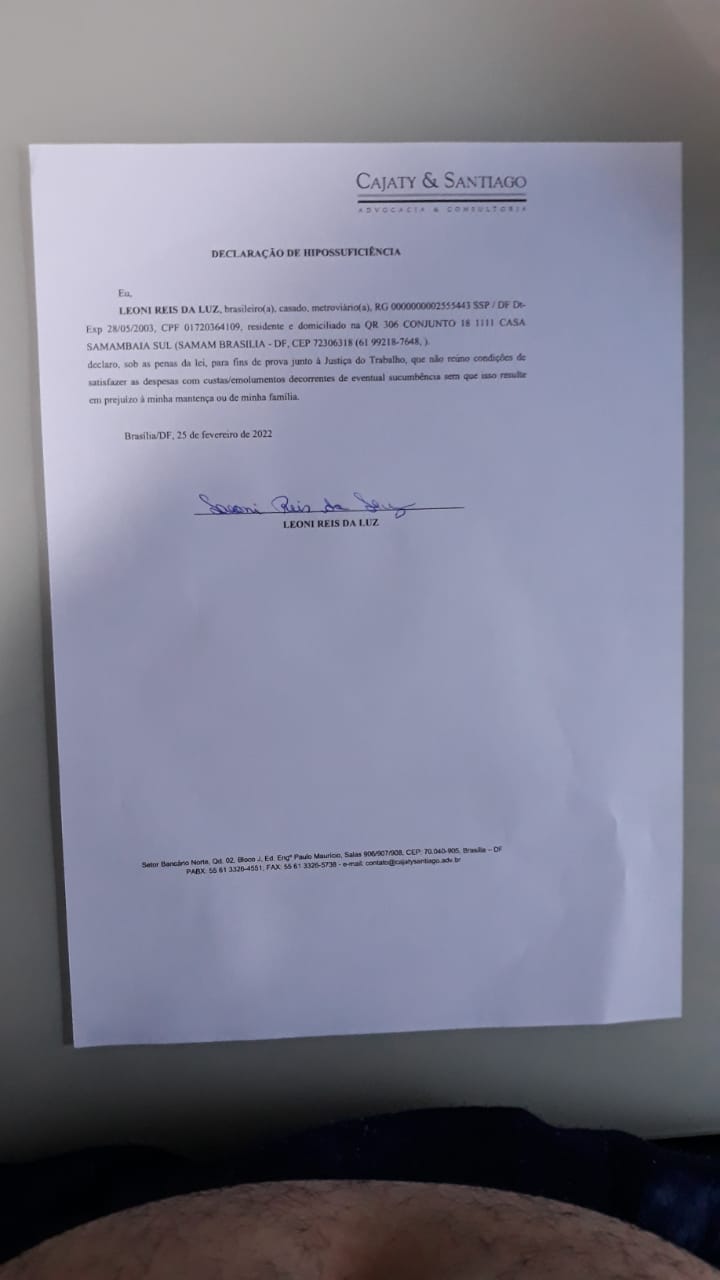 CAJATY & SANTIAGO
ADVOCACIA & CONSULTORIA
DECLARAÇÃO DE HIPOSSUFICIÊNCIA
Eu,
LEONI REIS DA LUZ, brasileiro(a), casado, metroviário(a), RG 0000000002555443 SSP / DF Dt-
Exp 28/05/2003, CPF 01720364109, residente e domiciliado na QR 306 CONJUNTO 18 1111 CASA
SAMAMBAIA SUL (SAMAM BRASILIA - DF, CEP 72306318 (61 99218-7648, ).
declaro, sob as penas da lei, para fins de prova junto à Justiça do Trabalho, que não reúno condições de
satisfazer as despesas com custas/emolumentos decorrentes de eventual sucumbência sem que isso resulte
em prejuízo à minha mantença ou de minha família.
Brasília/DF, 25 de fevereiro de 2022
Leoni Reis da Luz
LEONI REIS DA LUZ
Setor Bancário Norte, Qd. 02, Bloco J, Ed. Engº Paulo Maurício, Salas 906/907/908, CEP: 70.040-905, Brasília – DF
PABX: 55 61 3326-4551; FAX: 55 61 3326-5738 - e-mail: contato@cajatysantiago.adv.br